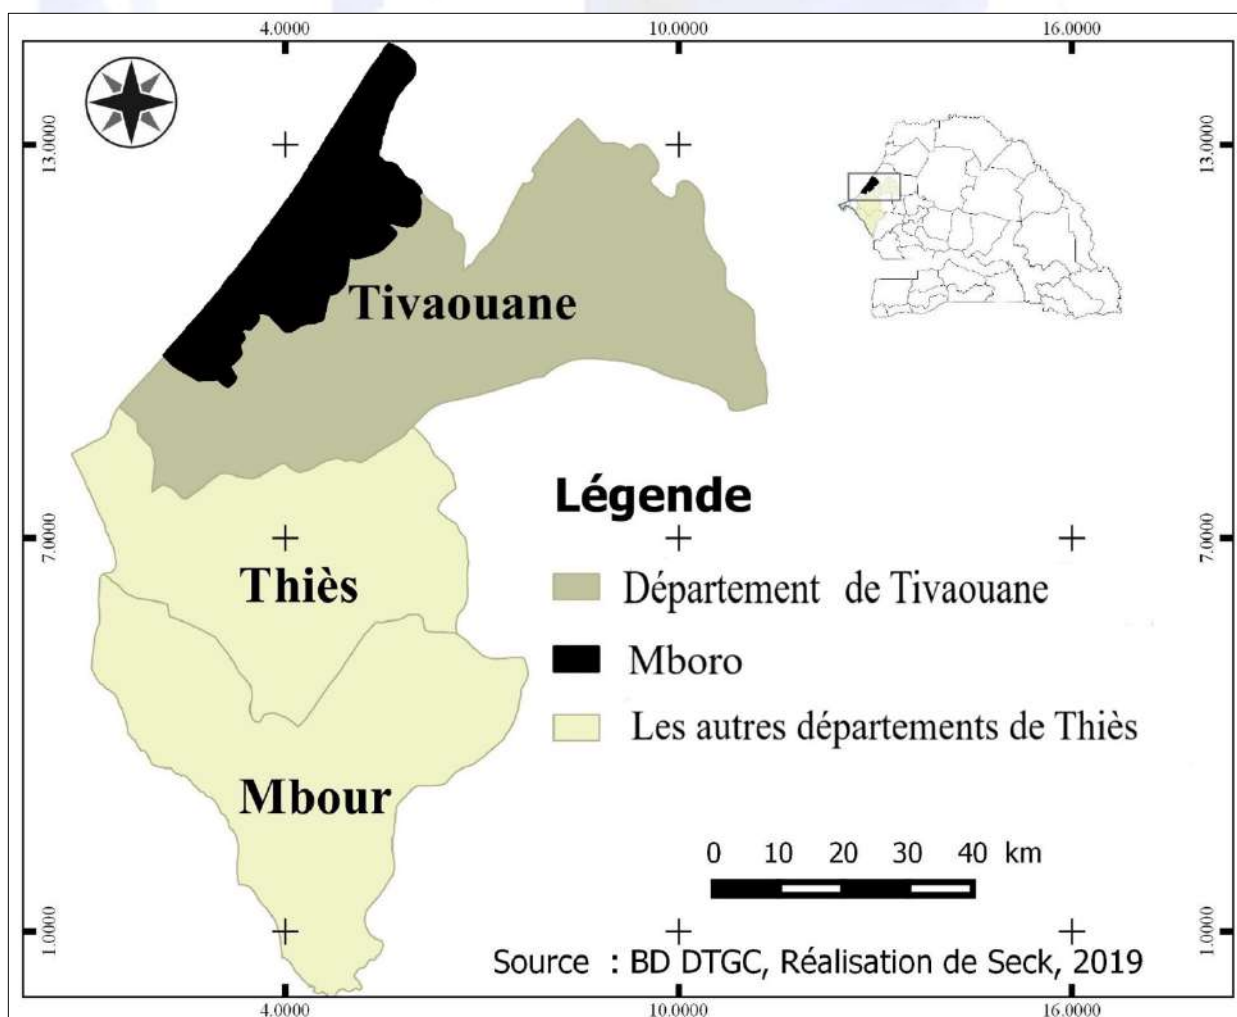 4.0000 10.0000 16.0000
13.0000 13.0000
Tivaouane
Légende
7.0000 7.0000
Département de Tivaouane
Thiès
Mboro
Les autres départements de Thiès
Mbour
0 10 20 30 40 km
1.0000 1.0000
Source : BD DTGC, Réalisation de Seck, 2019
4.0000 10.0000 16.0000